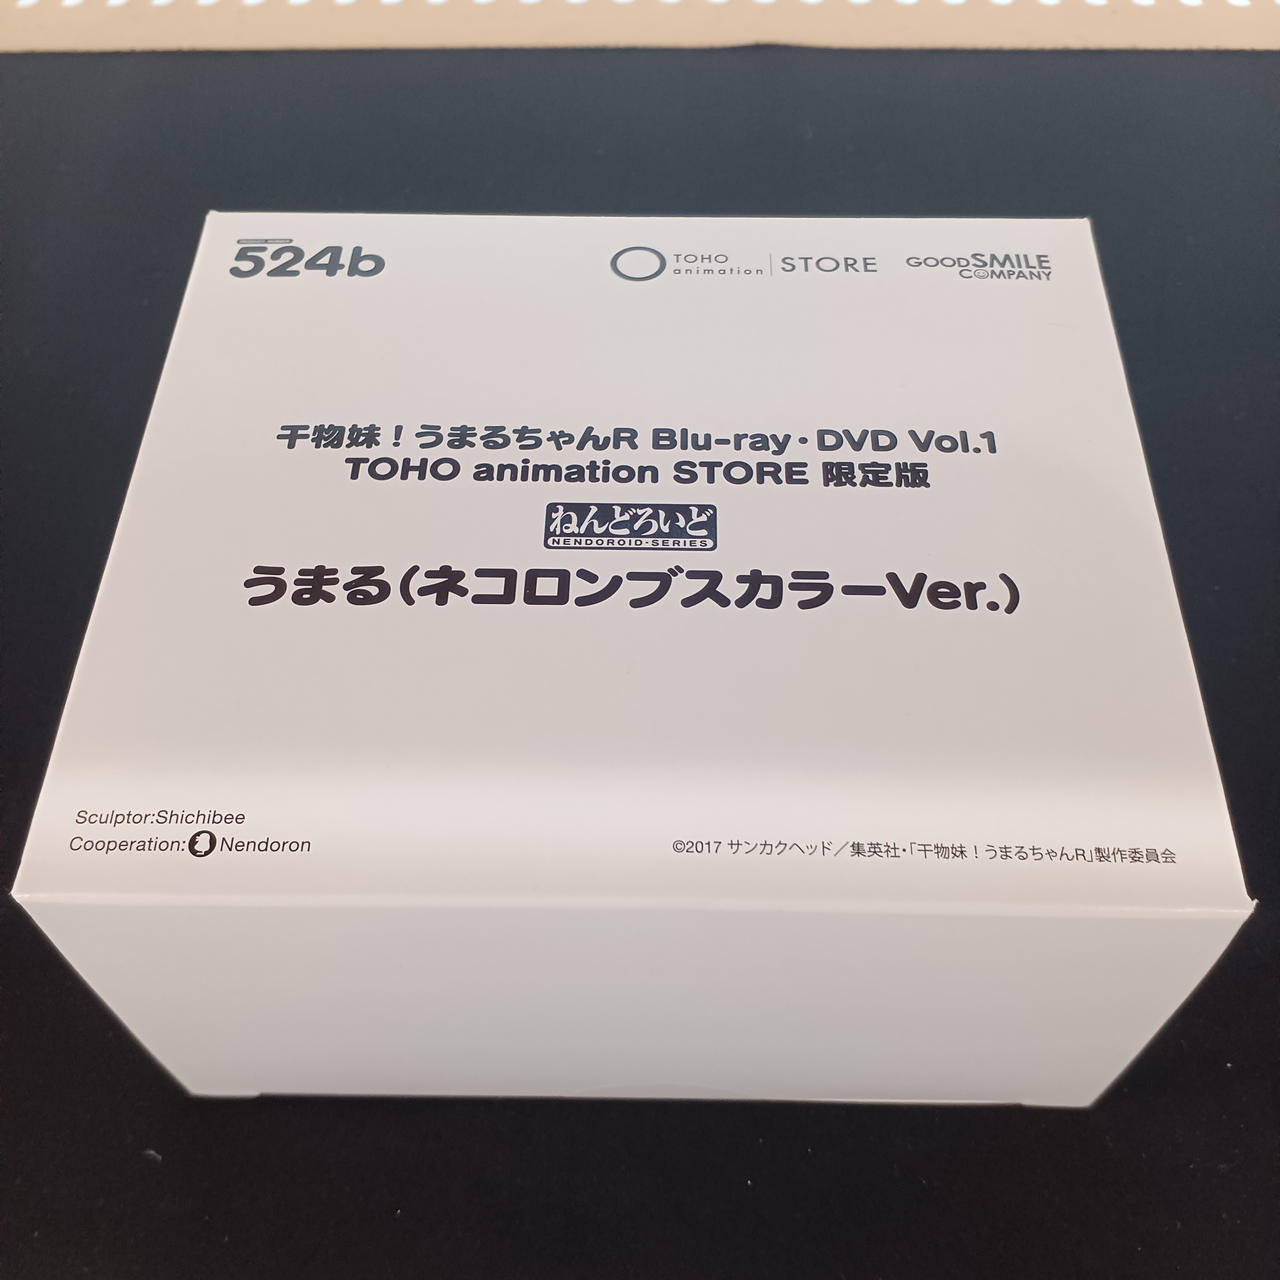 PRODUCT NUMBER
524b
TOHO animation | STORE
GOOD SMILE COMPANY
干物妹！うまるちゃんR Blu-ray・DVD Vol.1
TOHO animation STORE 限定版
ねんどろいど
NENDOROID・SERIES
うまる(ネコロンブスカラーVer.)
Sculptor:Shichibee
Cooperation: Nendoron
©2017 サンカクヘッド／集英社・「干物妹！うまるちゃんR」製作委員会